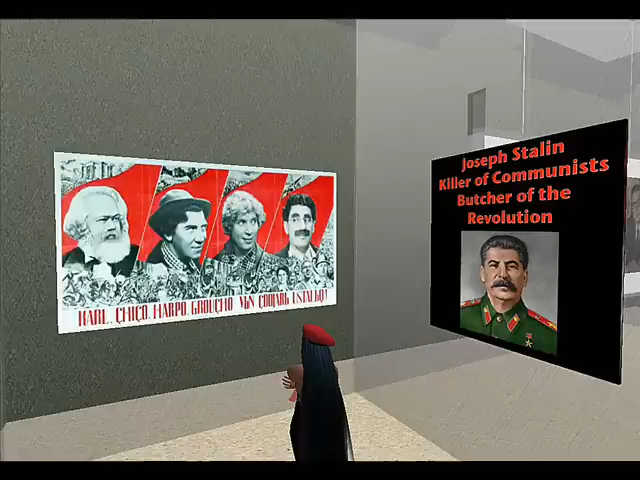 KARL, CHICO, HARPO, GROUCHO
Joseph Stalin
Killer of Communists
Butcher of the
Revolution